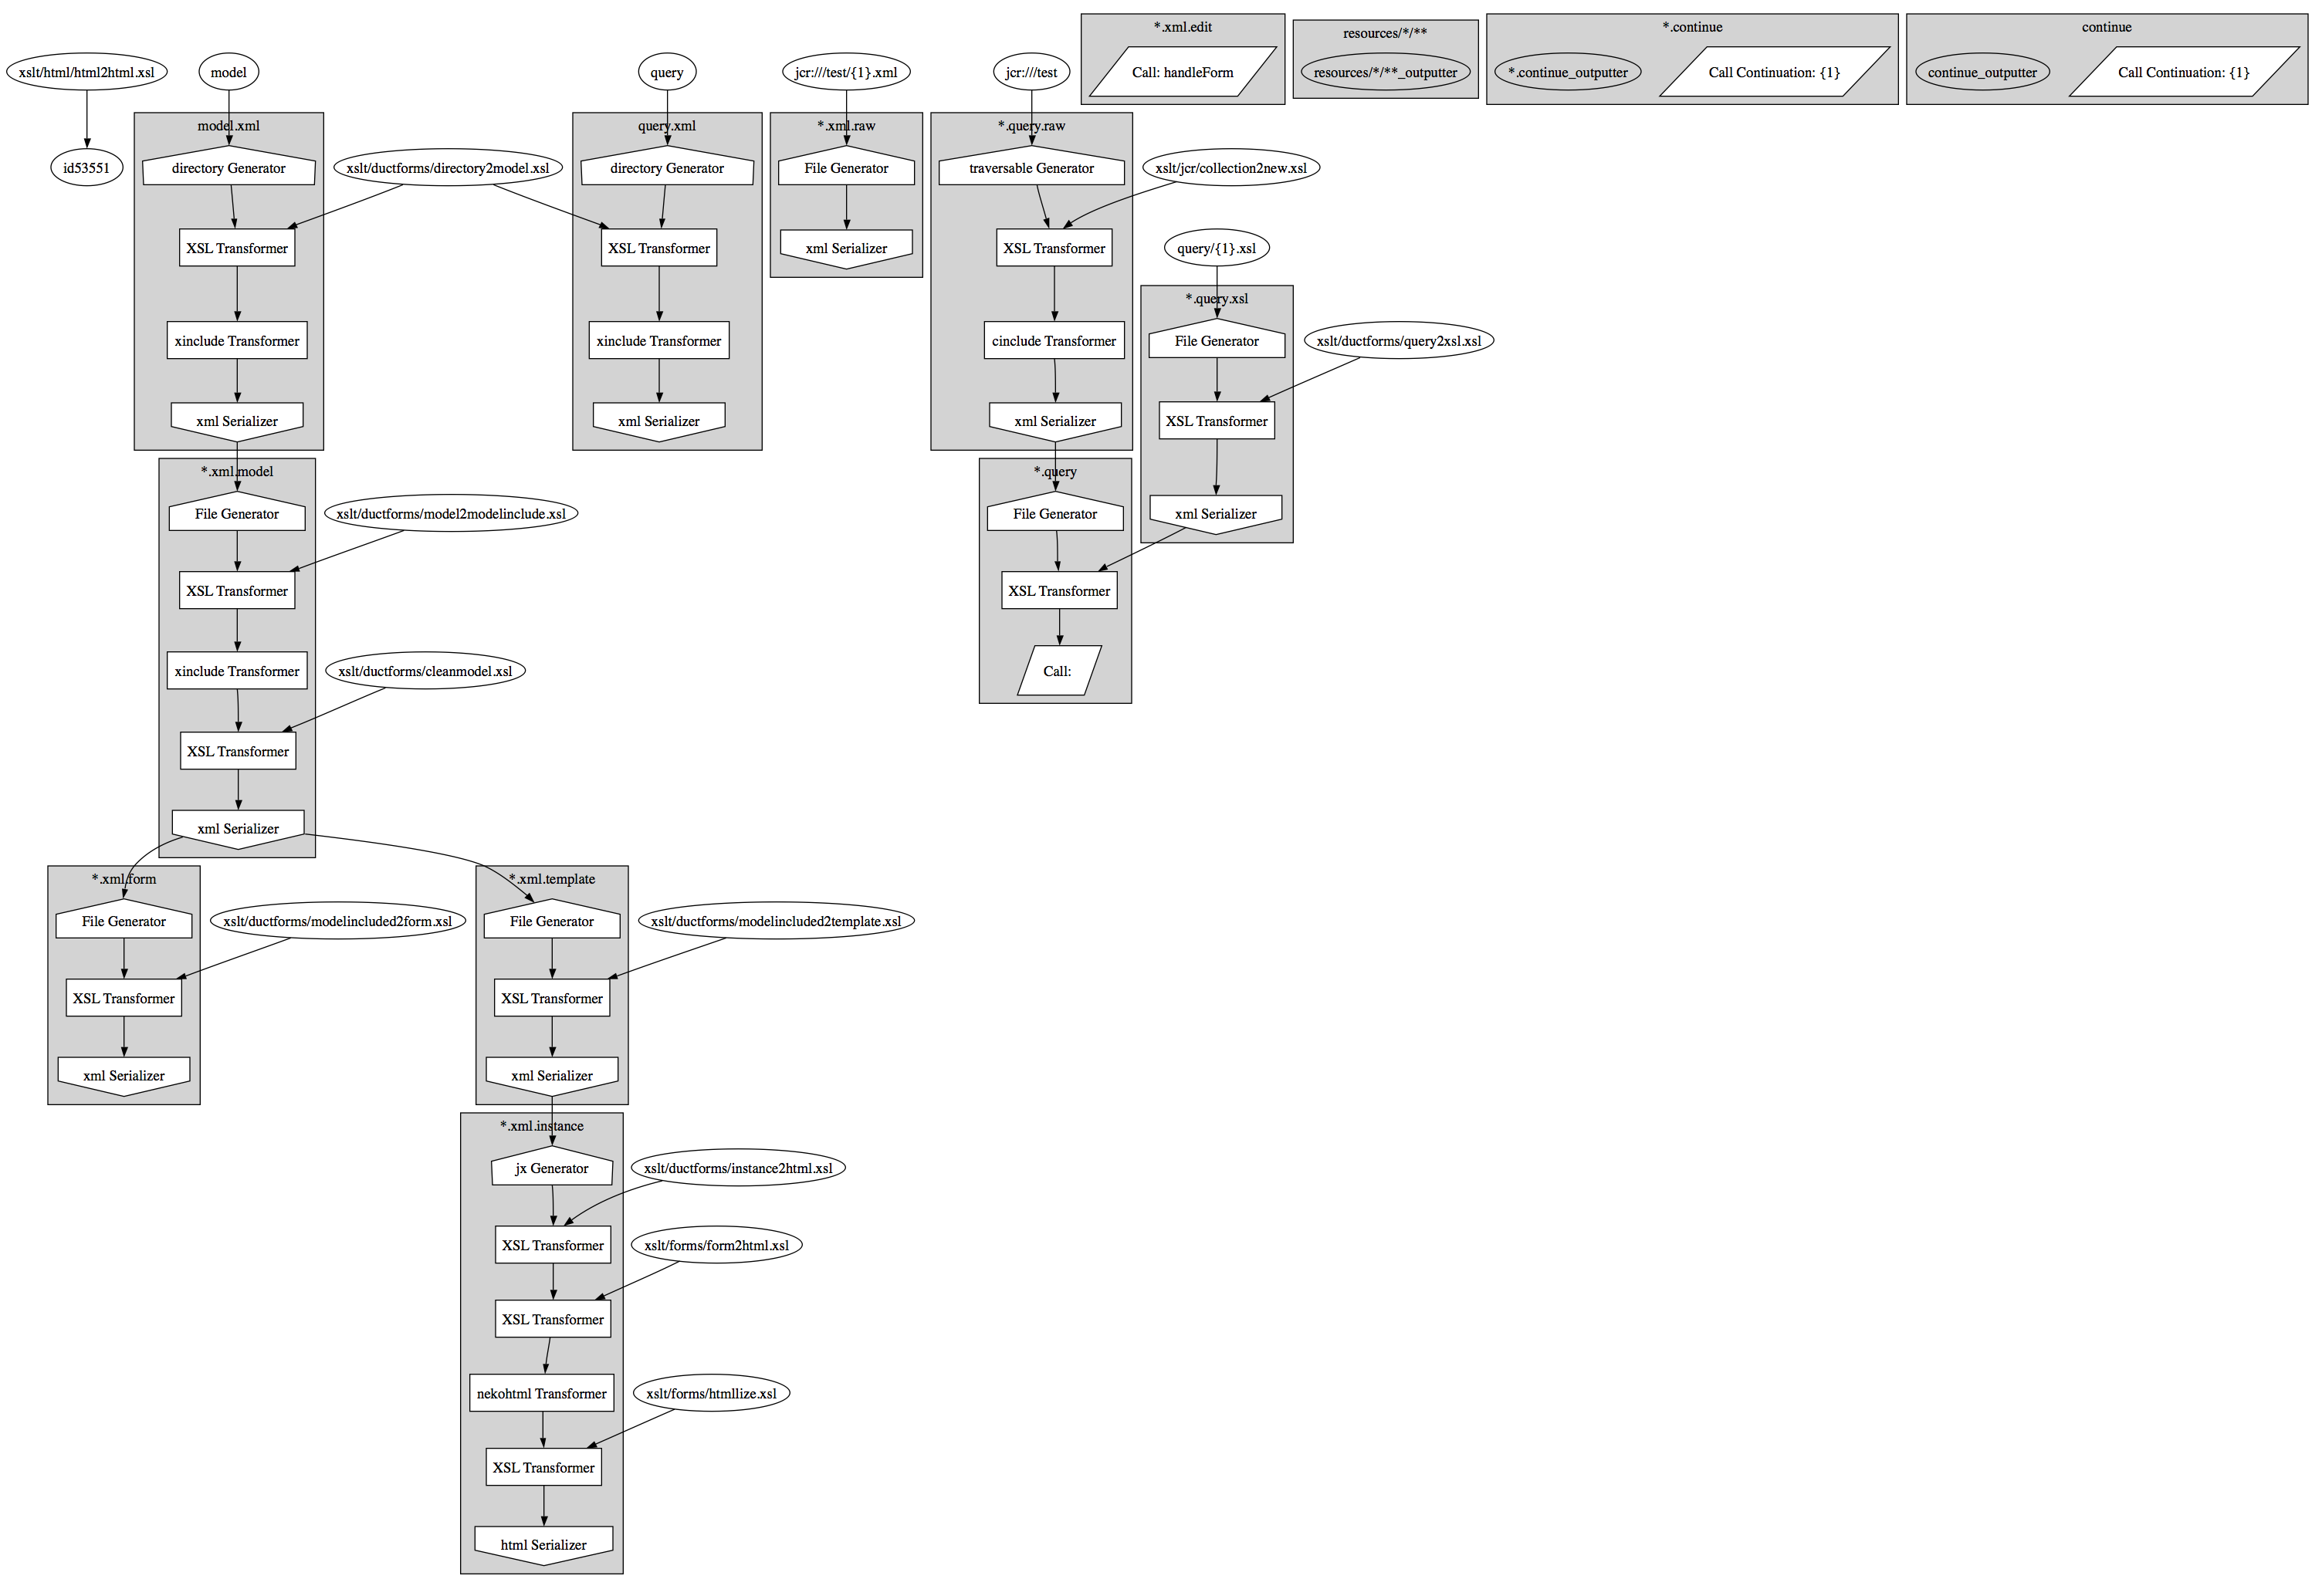 *.xml.edit
resources/*/**
*.continue
continue
xslt/html/html2html.xsl
model
query
jcr:///test/{1}.xml
jcr:///test
Call: handleForm
resources/*/**_outputter
*.continue_outputter
Call Continuation: {1}
continue_outputter
Call Continuation: {1}
model.xml
query.xml
*.xml.raw
*.query.raw
id53551
directory Generator
xslt/ductforms/directory2model.xsl
directory Generator
File Generator
traversable Generator
xslt/jcr/collection2new.xsl
XSL Transformer
XSL Transformer
xml Serializer
XSL Transformer
query/{1}.xsl
*.query.xsl
xinclude Transformer
xinclude Transformer
cinclude Transformer
File Generator
xslt/ductforms/query2xsl.xsl
xml Serializer
xml Serializer
xml Serializer
XSL Transformer
*.xml.model
*.query
File Generator
xslt/ductforms/model2modelinclude.xsl
File Generator
xml Serializer
XSL Transformer
XSL Transformer
xinclude Transformer
xslt/ductforms/cleanmodel.xsl
Call:
XSL Transformer
xml Serializer
*.xml.form
*.xml.template
File Generator
xslt/ductforms/modelincluded2form.xsl
File Generator
xslt/ductforms/modelincluded2template.xsl
XSL Transformer
XSL Transformer
xml Serializer
xml Serializer
*.xml.instance
jx Generator
xslt/ductforms/instance2html.xsl
XSL Transformer
xslt/forms/form2html.xsl
XSL Transformer
nekohtml Transformer
xslt/forms/htmllize.xsl
XSL Transformer
html Serializer